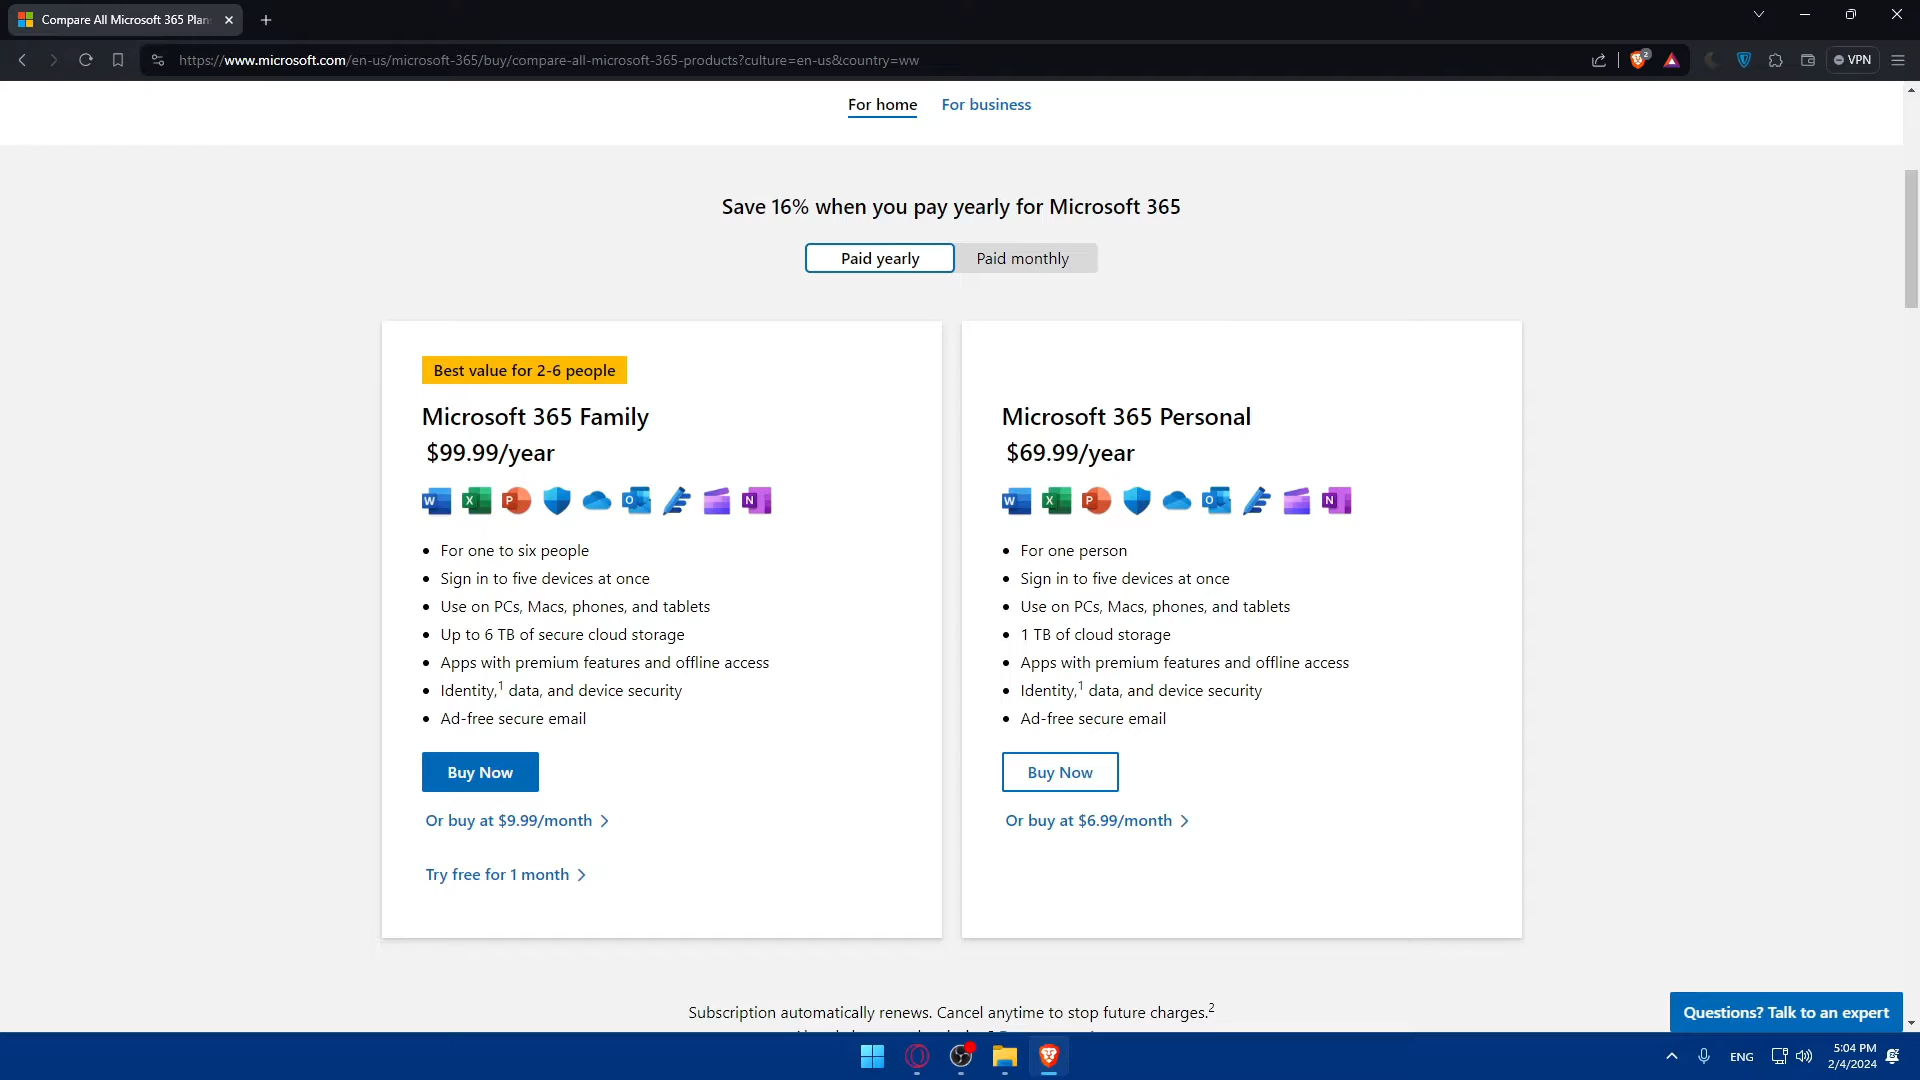 Compare All Microsoft 365 Plan
https://www.microsoft.com/en-us/microsoft-365/buy/compare-all-microsoft-365-products?culture=en-us&country=ww
2
VPN
For home
For business
Save 16% when you pay yearly for Microsoft 365
Paid yearly
Paid monthly
Best value for 2-6 people
Microsoft 365 Family
$99.99/year
W X P O N
For one to six people
Sign in to five devices at once
Use on PCs, Macs, phones, and tablets
Up to 6 TB of secure cloud storage
Apps with premium features and offline access
Identity,1 data, and device security
Ad-free secure email
Buy Now
Or buy at $9.99/month
Try free for 1 month
Microsoft 365 Personal
$69.99/year
W X P O N
For one person
Sign in to five devices at once
Use on PCs, Macs, phones, and tablets
1 TB of cloud storage
Apps with premium features and offline access
Identity,1 data, and device security
Ad-free secure email
Buy Now
Or buy at $6.99/month
Subscription automatically renews. Cancel anytime to stop future charges.2
Questions? Talk to an expert
ENG
5:04 PM
2/4/2024